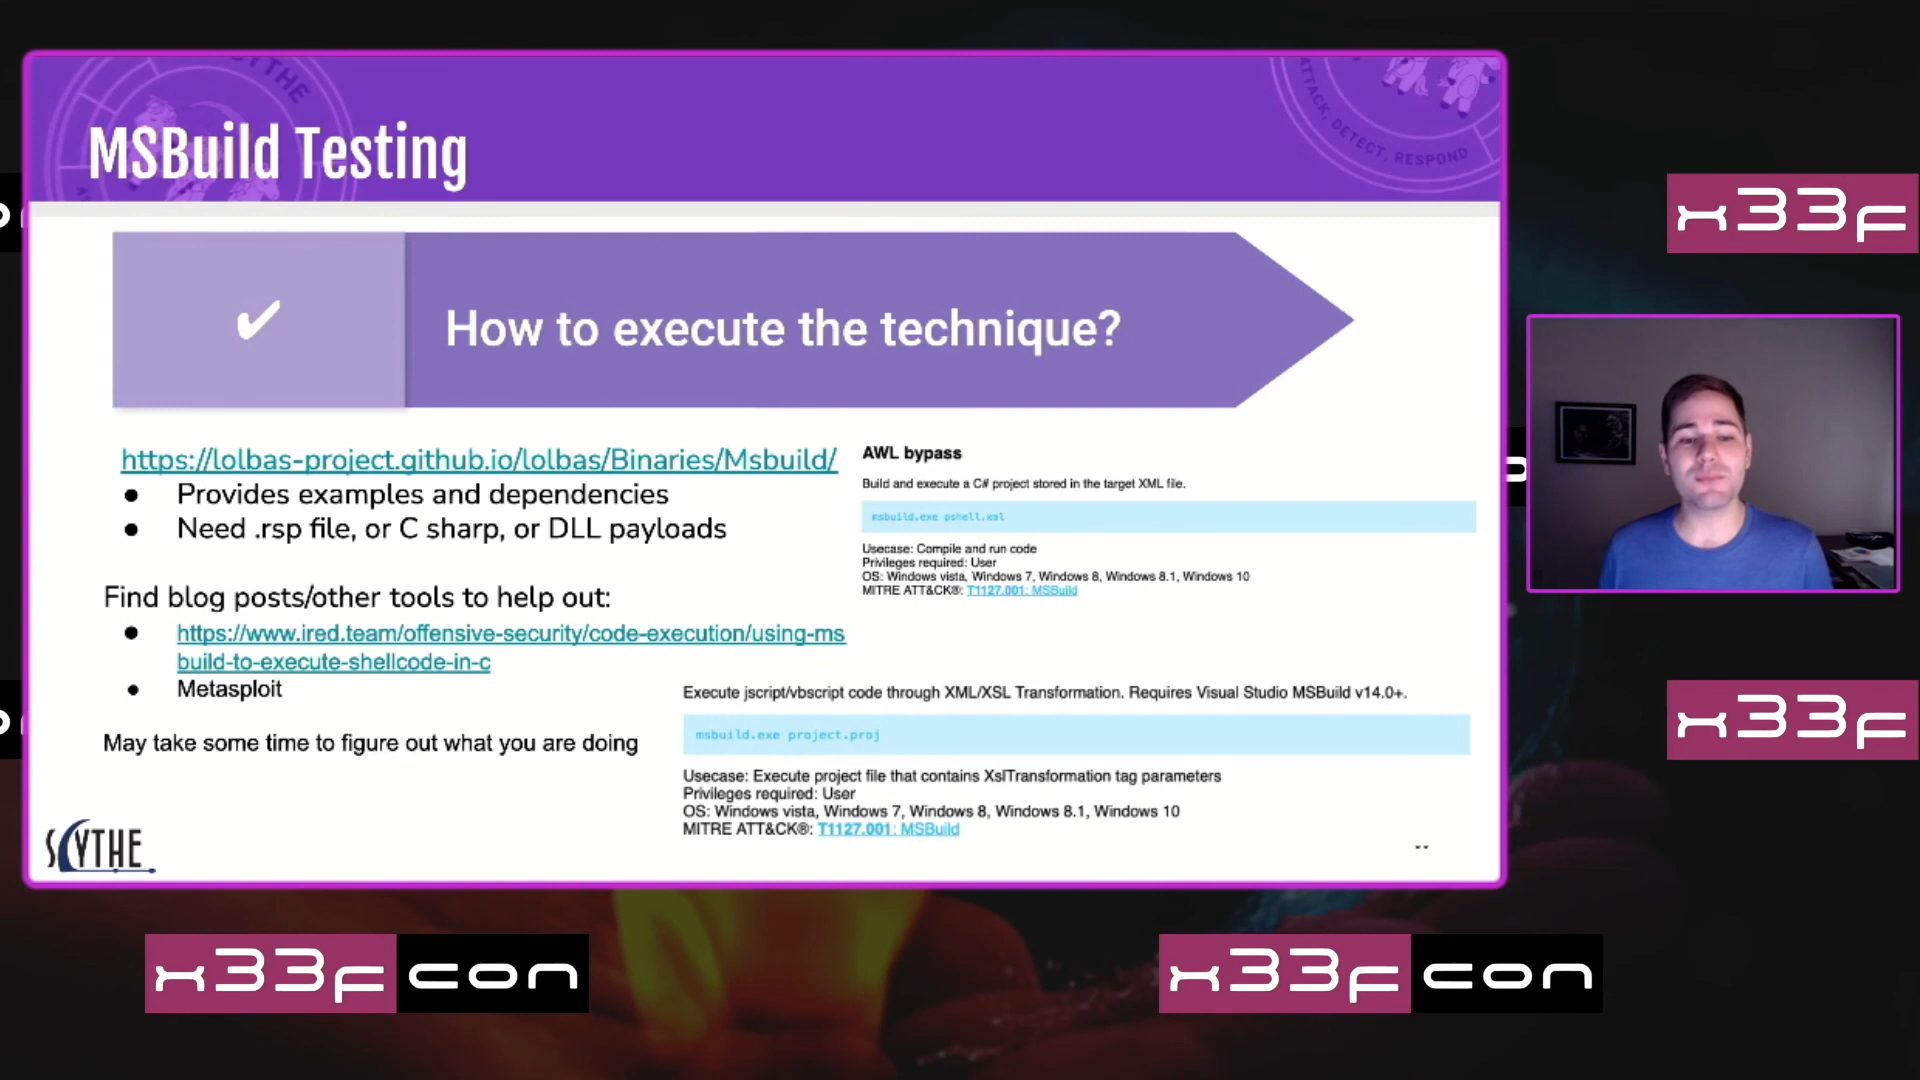 SCYTHE
ATTACK, DETECT, RESPOND
MSBuild Testing
How to execute the technique?
https://lolbas-project.github.io/lolbas/Binaries/Msbuild/
● Provides examples and dependencies
● Need .rsp file, or C sharp, or DLL payloads
Find blog posts/other tools to help out:
● https://www.ired.team/offensive-security/code-execution/using-ms
build-to-execute-shellcode-in-c
● Metasploit
May take some time to figure out what you are doing
AWL bypass
Build and execute a C# project stored in the target XML file.
msbuild.exe pshell.xml
Usecase: Compile and run code
Privileges required: User
OS: Windows vista, Windows 7, Windows 8, Windows 8.1, Windows 10
MITRE ATT&CK®: T1127.001: MSBuild
Execute jscript/vbscript code through XML/XSL Transformation. Requires Visual Studio MSBuild v14.0+.
msbuild.exe project.proj
Usecase: Execute project file that contains XslTransformation tag parameters
Privileges required: User
OS: Windows vista, Windows 7, Windows 8, Windows 8.1, Windows 10
MITRE ATT&CK®: T1127.001: MSBuild
SCYTHE
x33f
x33f
x33fcon
x33fcon